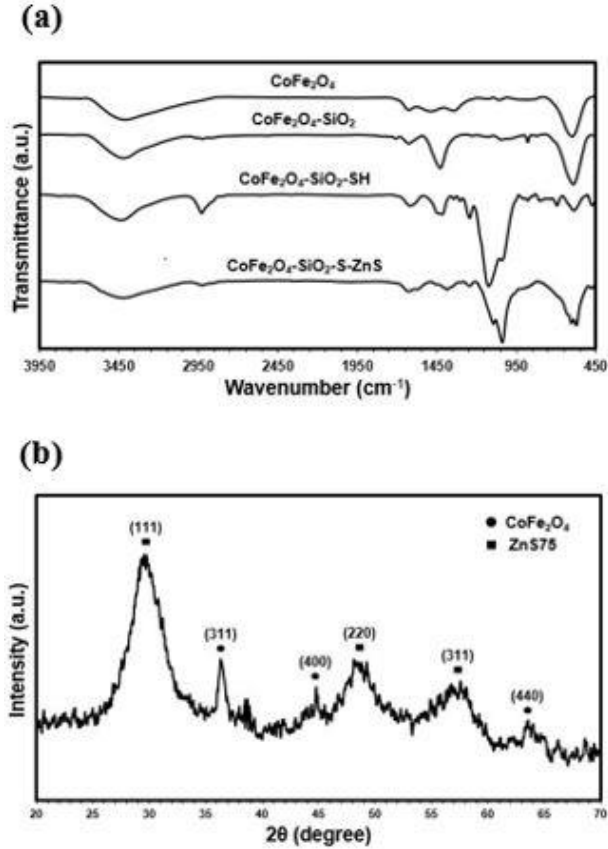 (a)
CoFe₂O₄
CoFe₂O₄-SiO₂
CoFe₂O₄-SiO₂-SH
CoFe₂O₄-SiO₂-S-ZnS
Transmittance (a.u.)
3950 3450 2950 2450 1950 1450 950 450
Wavenumber (cm⁻¹)
(b)
(111)
(311)
(400)
(220)
(311)
(440)
● CoFe₂O₄
■ ZnS75
Intensity (a.u.)
20 25 30 35 40 45 50 55 60 65 70
2θ (degree)